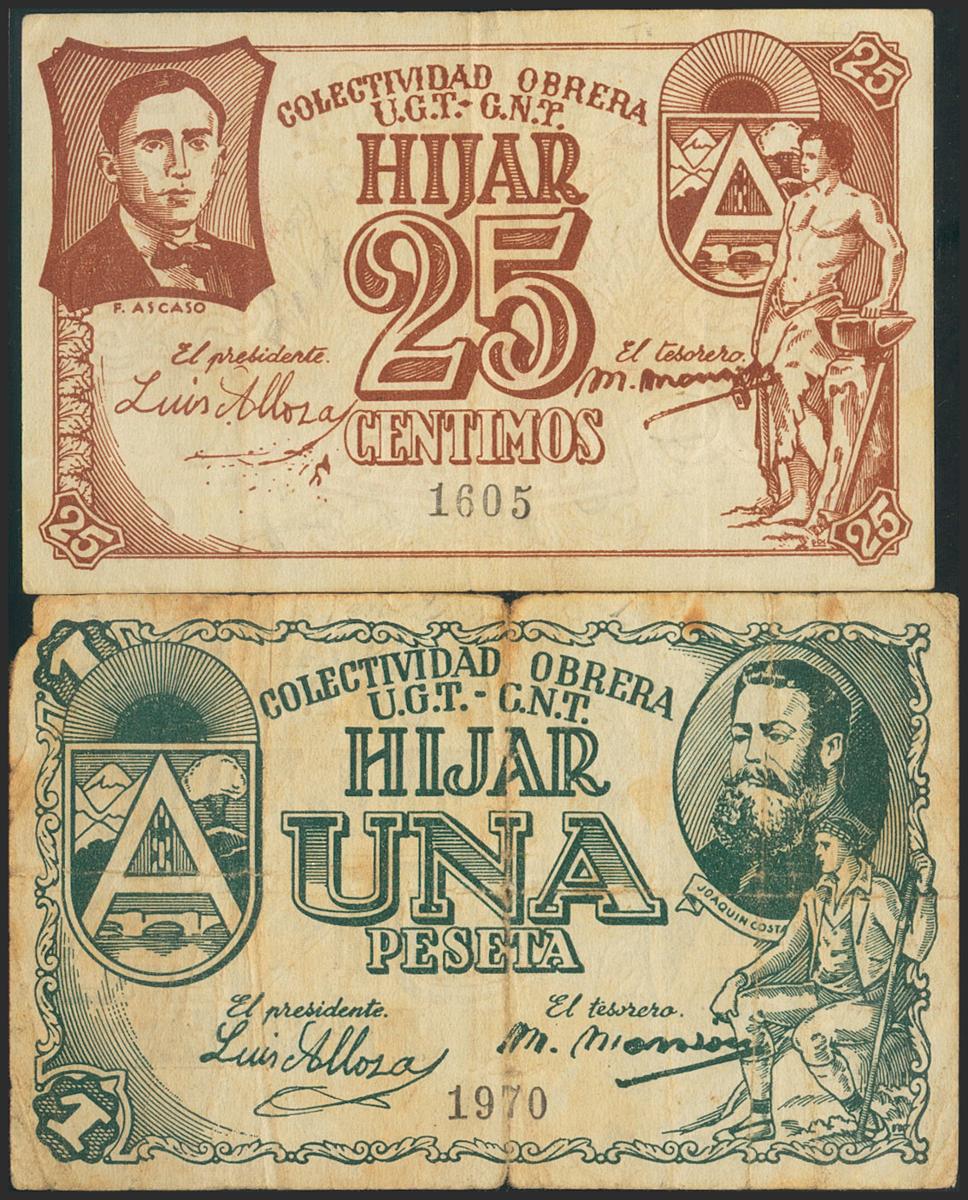 25
COLECTIVIDAD OBRERA
U.G.T.-C.N.T.
HIJAR
A
F. ASCASO
25
El presidente.
El tesorero.
Luis Alloza
CENTIMOS
1605
25
25
1
COLECTIVIDAD OBRERA
U.G.T.-C.N.T.
HIJAR
A
UNA
JOAQUIN COSTA
PESETA
El presidente.
El tesorero.
Luis Alloza
1970
1